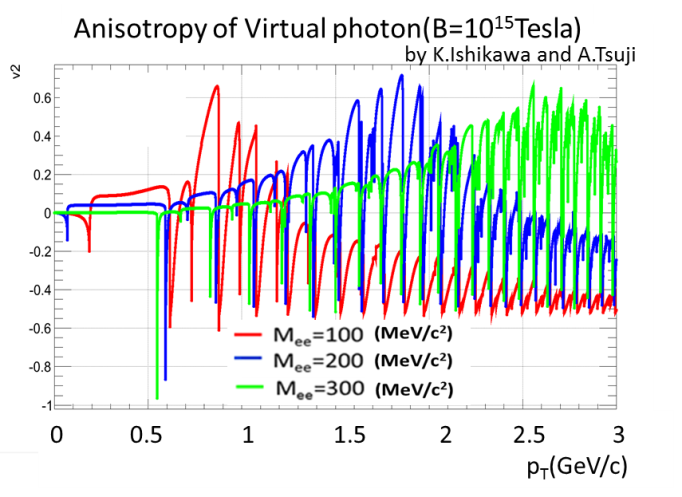 Anisotropy of Virtual photon(B=10¹⁵Tesla)
by K.Ishikawa and A.Tsuji
v2
0.6
0.4
0.2
0
-0.2
-0.4
-0.6
-0.8
-1
Mₑₑ=100 (MeV/c²)
Mₑₑ=200 (MeV/c²)
Mₑₑ=300 (MeV/c²)
0 0.5 1 1.5 2 2.5 3
p_T(GeV/c)